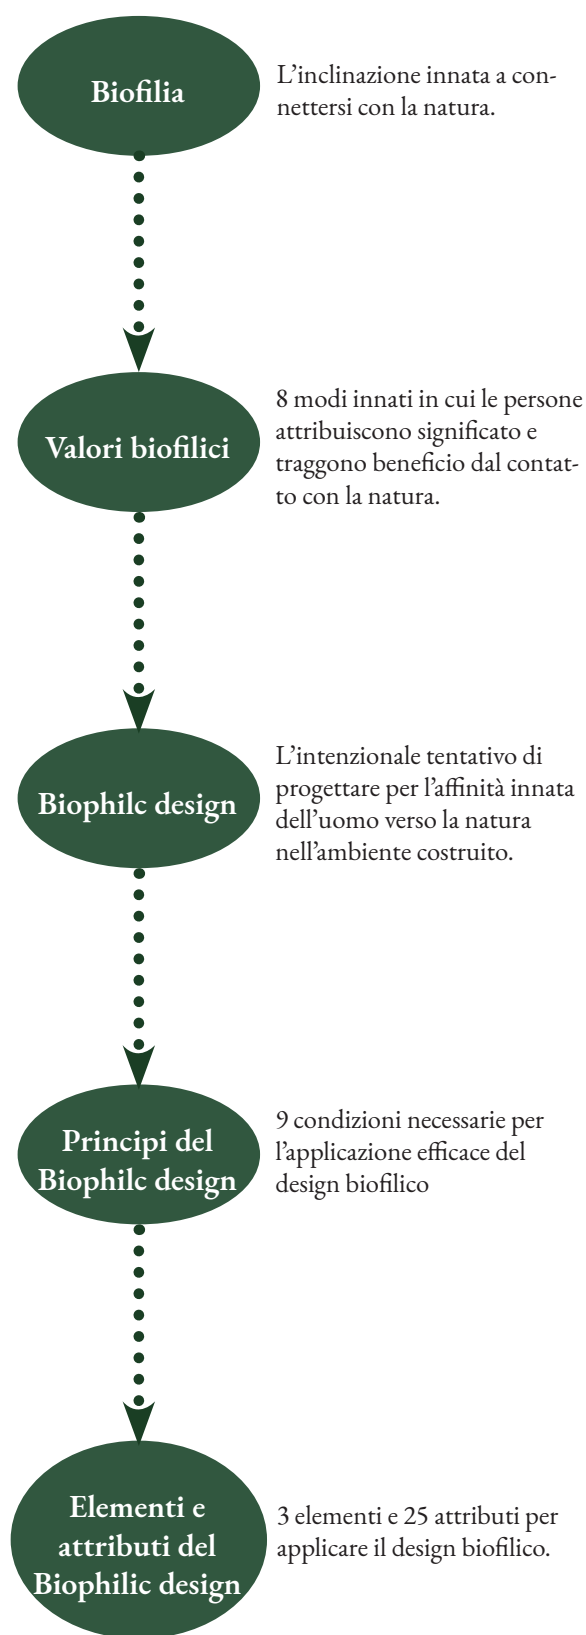 Biofilia
L’inclinazione innata a con-
nettersi con la natura.
Valori biofilici
8 modi innati in cui le persone
attribuiscono significato e
traggono beneficio dal contat-
to con la natura.
Biophilc design
L’intenzionale tentativo di
progettare per l’affinità innata
dell’uomo verso la natura
nell’ambiente costruito.
Principi del
Biophilc design
9 condizioni necessarie per
l’applicazione efficace del
design biofilico
Elementi e
attributi del
Biophilic design
3 elementi e 25 attributi per
applicare il design biofilico.